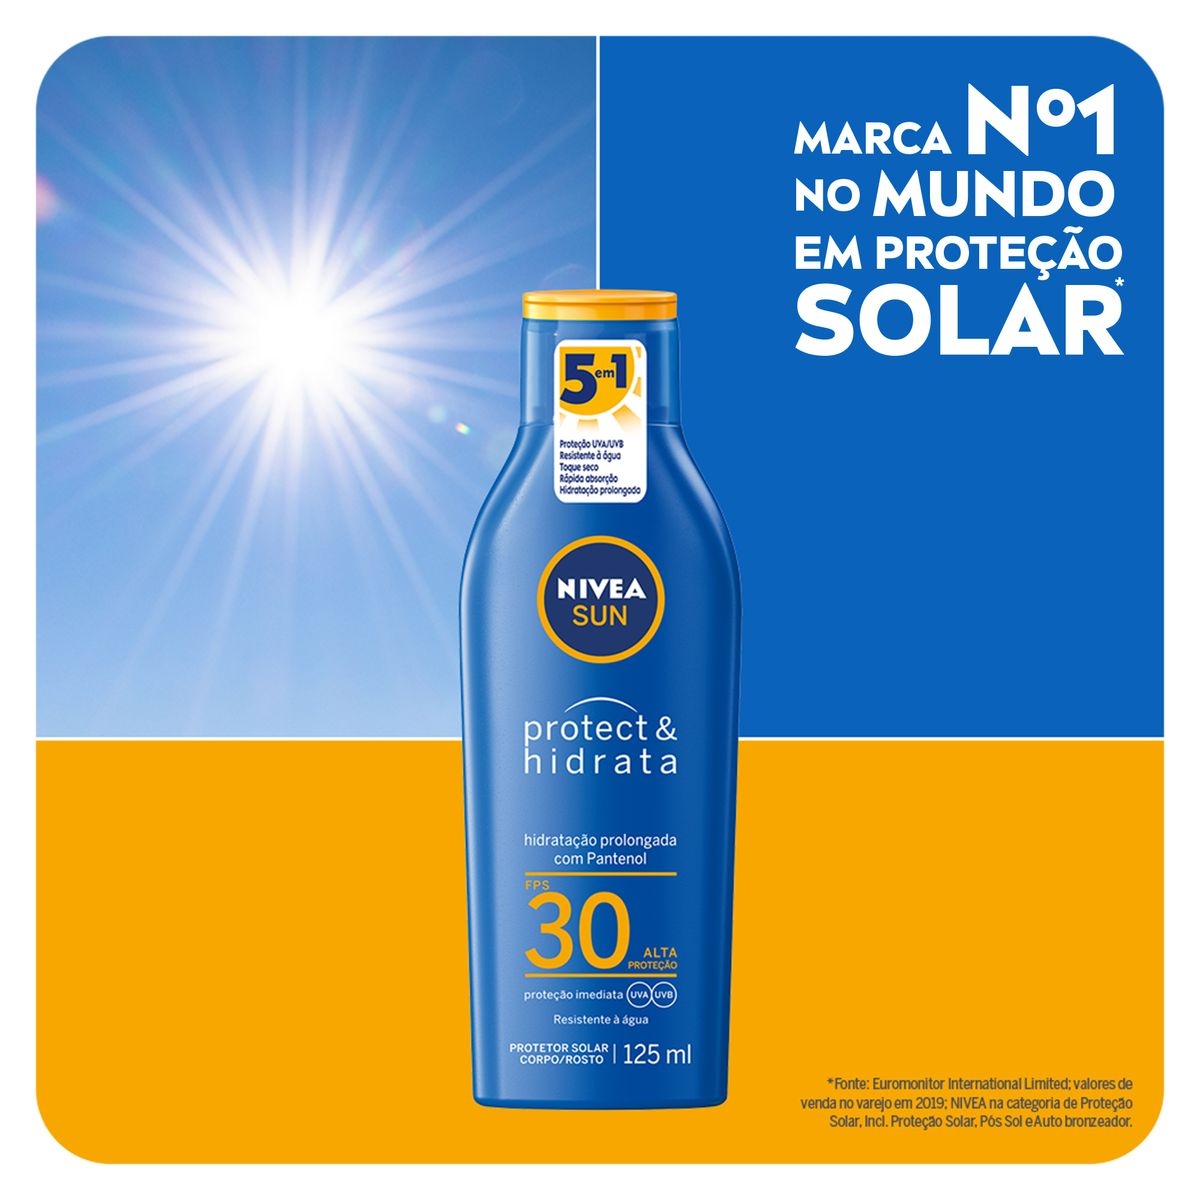 MARCA Nº1
NO MUNDO
EM PROTEÇÃO
SOLAR*
5 em 1
Proteção UVA/UVB
Resistente à água
Toque seco
Rápida absorção
Hidratação prolongada
NIVEA
SUN
protect &
hidrata
hidratação prolongada
com Pantenol
FPS
30
ALTA
PROTEÇÃO
proteção imediata UVA UVB
Resistente à água
PROTETOR SOLAR
CORPO/ROSTO | 125 ml
*Fonte: Euromonitor International Limited; valores de
venda no varejo em 2019; NIVEA na categoria de Proteção
Solar, Incl. Proteção Solar, Pós Sol e Auto bronzeador.